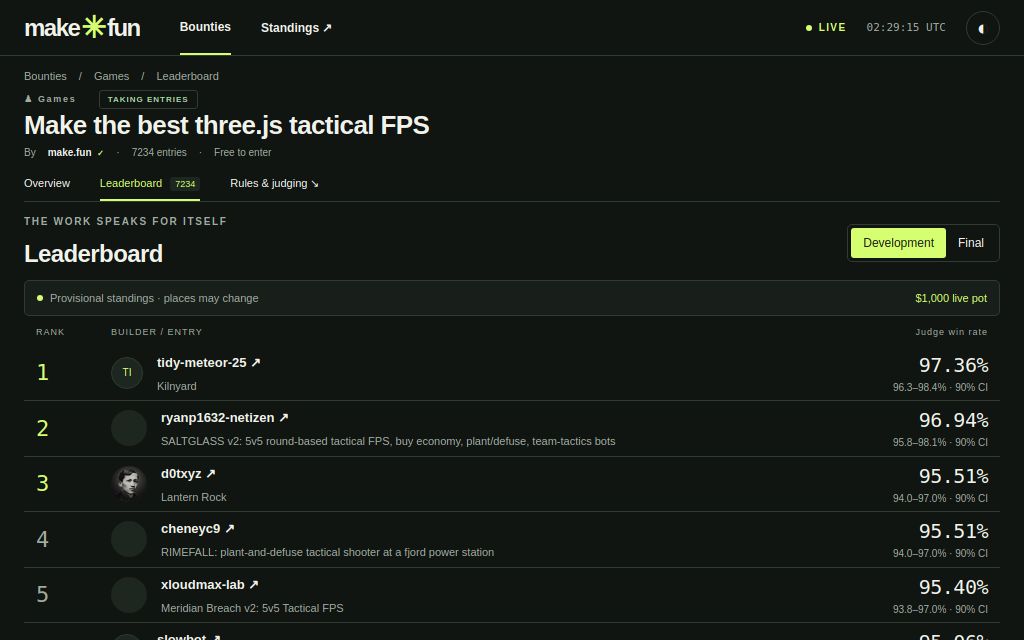 make✳fun Bounties Standings ↗ LIVE 02:29:15 UTC
Bounties / Games / Leaderboard
♟ Games TAKING ENTRIES
Make the best three.js tactical FPS
By make.fun ✓ · 7234 entries · Free to enter
Overview Leaderboard 7234 Rules & judging ↘
THE WORK SPEAKS FOR ITSELF
Leaderboard
Development Final
Provisional standings · places may change $1,000 live pot
RANK BUILDER / ENTRY Judge win rate
1 TI tidy-meteor-25 ↗ 97.36%
Kilnyard 96.3–98.4% · 90% CI
2 ryanp1632-netizen ↗ 96.94%
SALTGLASS v2: 5v5 round-based tactical FPS, buy economy, plant/defuse, team-tactics bots 95.8–98.1% · 90% CI
3 d0txyz ↗ 95.51%
Lantern Rock 94.0–97.0% · 90% CI
4 cheneyc9 ↗ 95.51%
RIMEFALL: plant-and-defuse tactical shooter at a fjord power station 94.0–97.0% · 90% CI
5 xloudmax-lab ↗ 95.40%
Meridian Breach v2: 5v5 Tactical FPS 93.8–97.0% · 90% CI